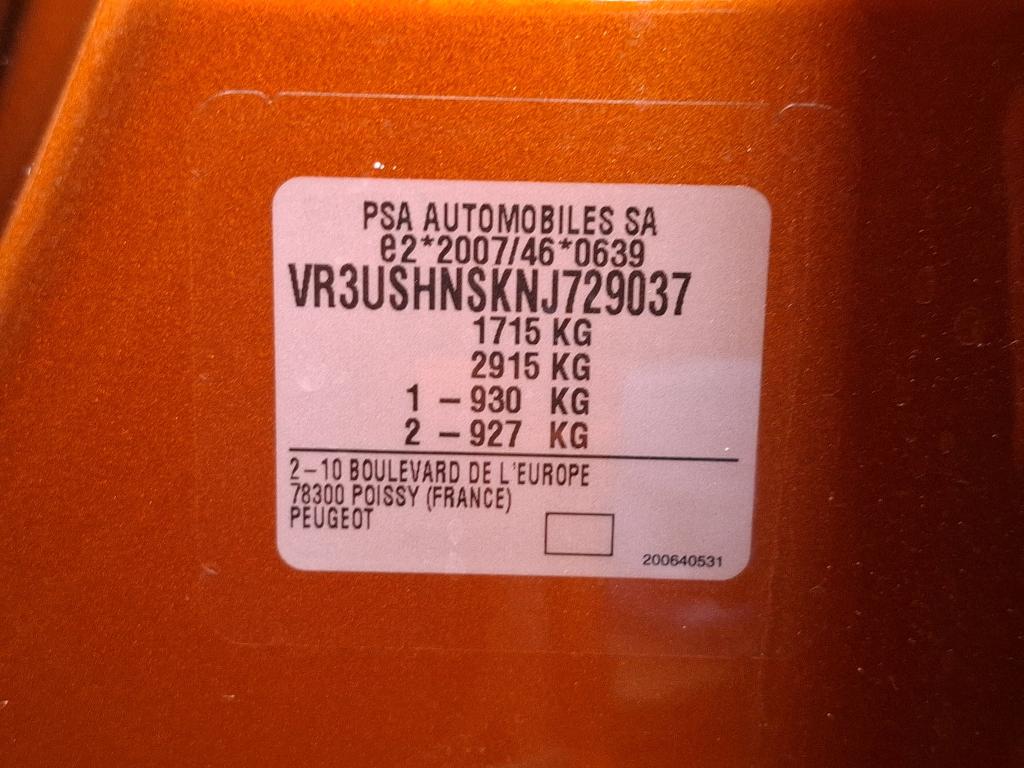 PSA AUTOMOBILES SA
e2*2007/46*0639
VR3USHNSKNJ729037
1715 KG
2915 KG
1 – 930 KG
2 – 927 KG
2–10 BOULEVARD DE L'EUROPE
78300 POISSY (FRANCE)
PEUGEOT
200640531